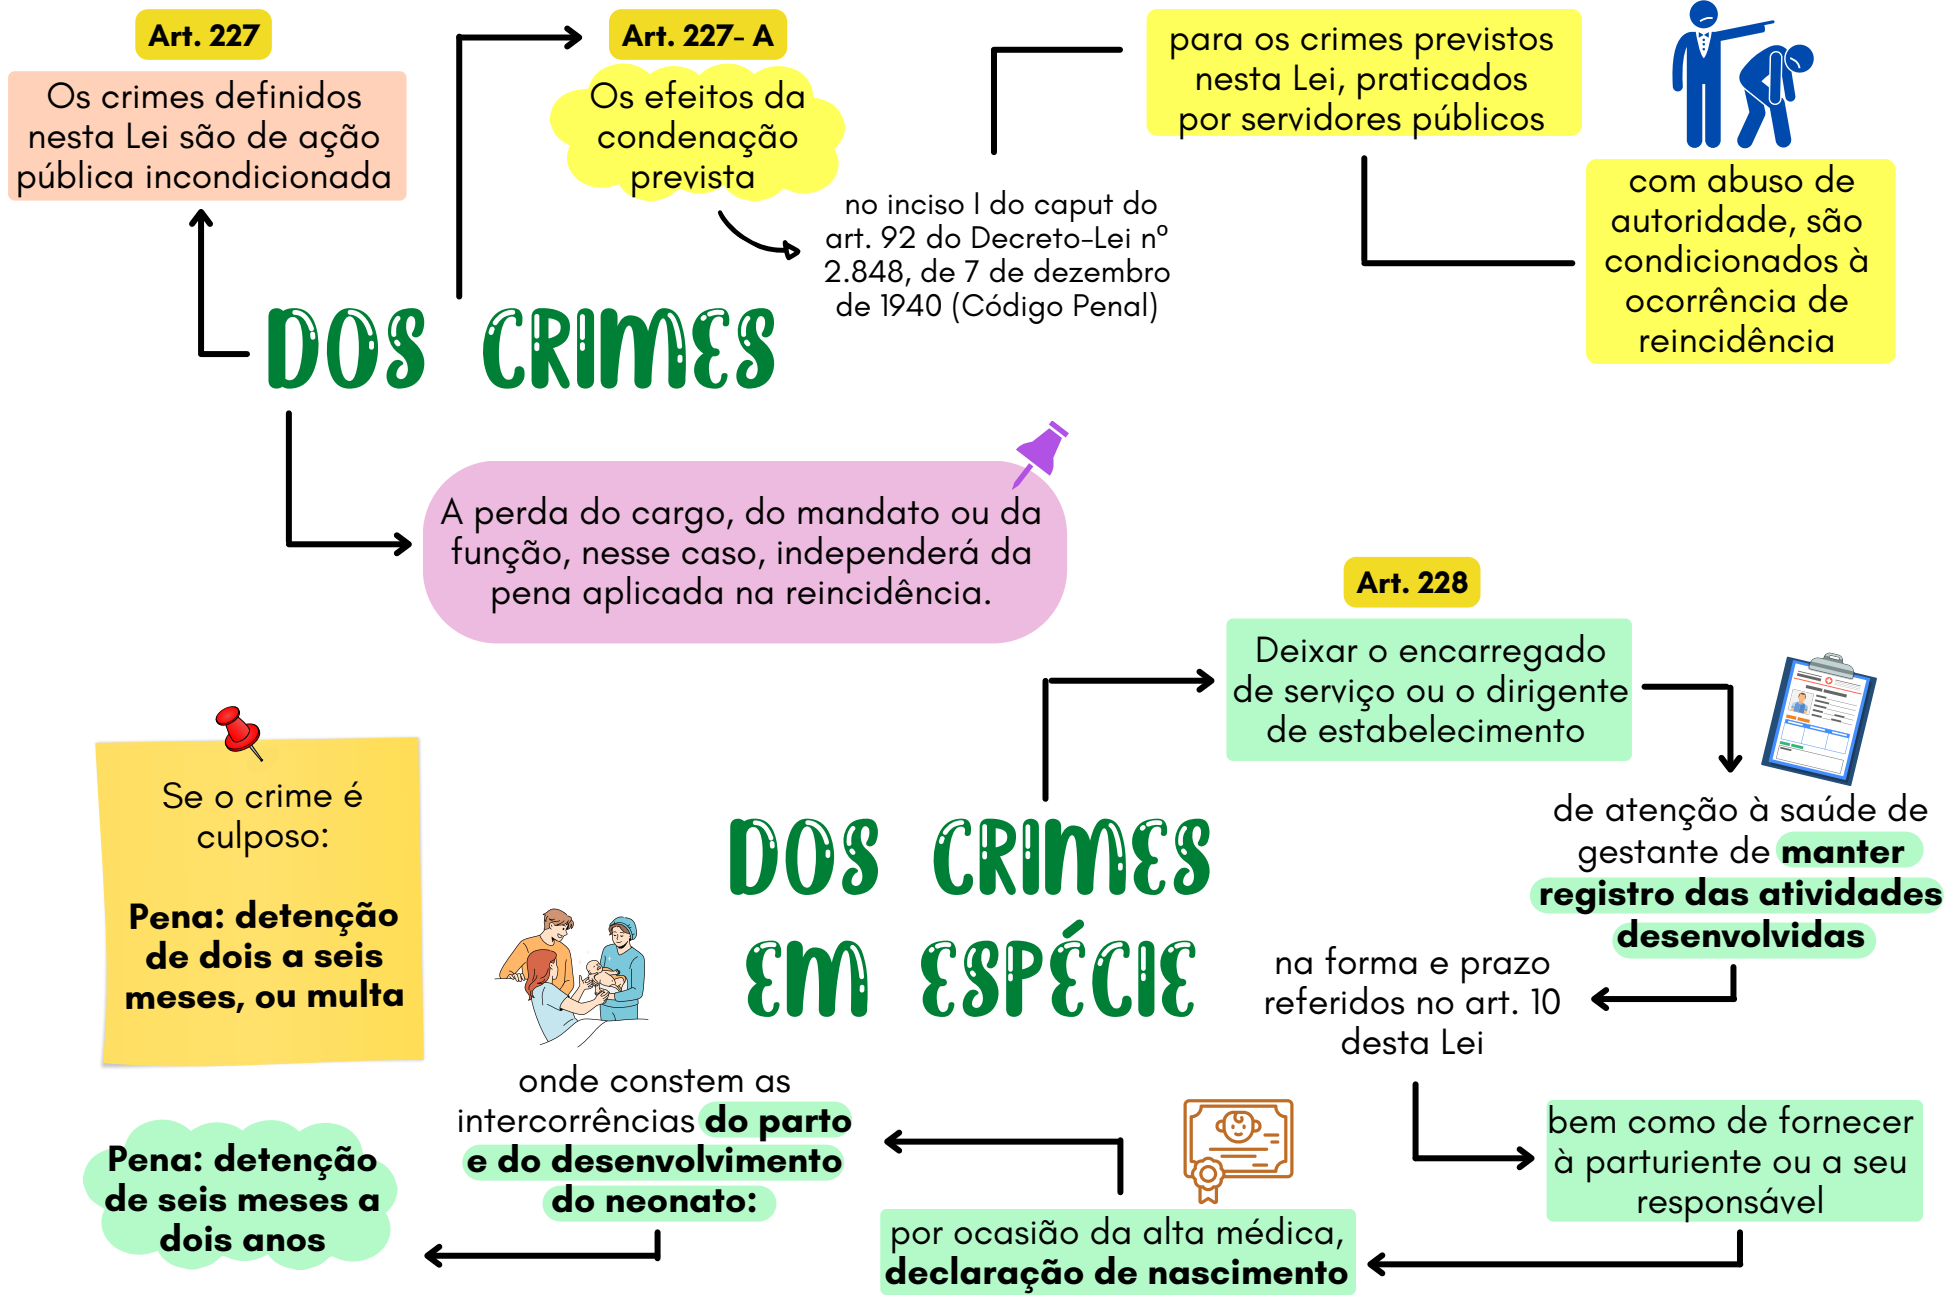 Art. 227
Os crimes definidos
nesta Lei são de ação
pública incondicionada
Art. 227- A
Os efeitos da
condenação
prevista
no inciso I do caput do
art. 92 do Decreto-Lei nº
2.848, de 7 de dezembro
de 1940 (Código Penal)
para os crimes previstos
nesta Lei, praticados
por servidores públicos
com abuso de
autoridade, são
condicionados à
ocorrência de
reincidência
DOS CRIMES
A perda do cargo, do mandato ou da
função, nesse caso, independerá da
pena aplicada na reincidência.
DOS CRIMES
EM ESPÉCIE
Art. 228
Deixar o encarregado
de serviço ou o dirigente
de estabelecimento
de atenção à saúde de
gestante de manter
registro das atividades
desenvolvidas
na forma e prazo
referidos no art. 10
desta Lei
bem como de fornecer
à parturiente ou a seu
responsável
por ocasião da alta médica,
declaração de nascimento
onde constem as
intercorrências do parto
e do desenvolvimento
do neonato:
Pena: detenção
de seis meses a
dois anos
Se o crime é
culposo:
Pena: detenção
de dois a seis
meses, ou multa